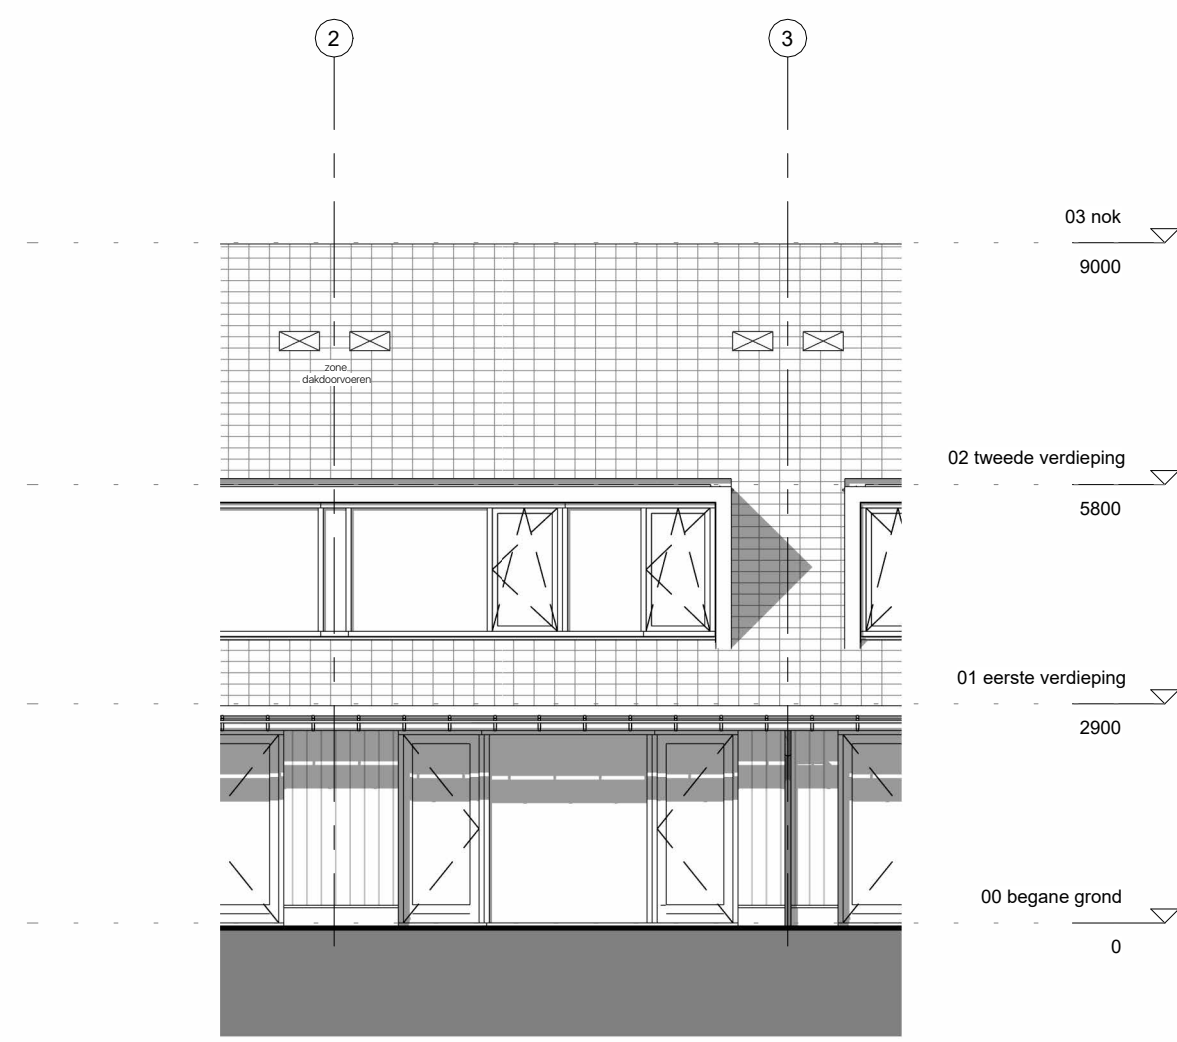 2
3
03 nok
9000
zone
dakdoorvoeren
02 tweede verdieping
5800
01 eerste verdieping
2900
00 begane grond
0